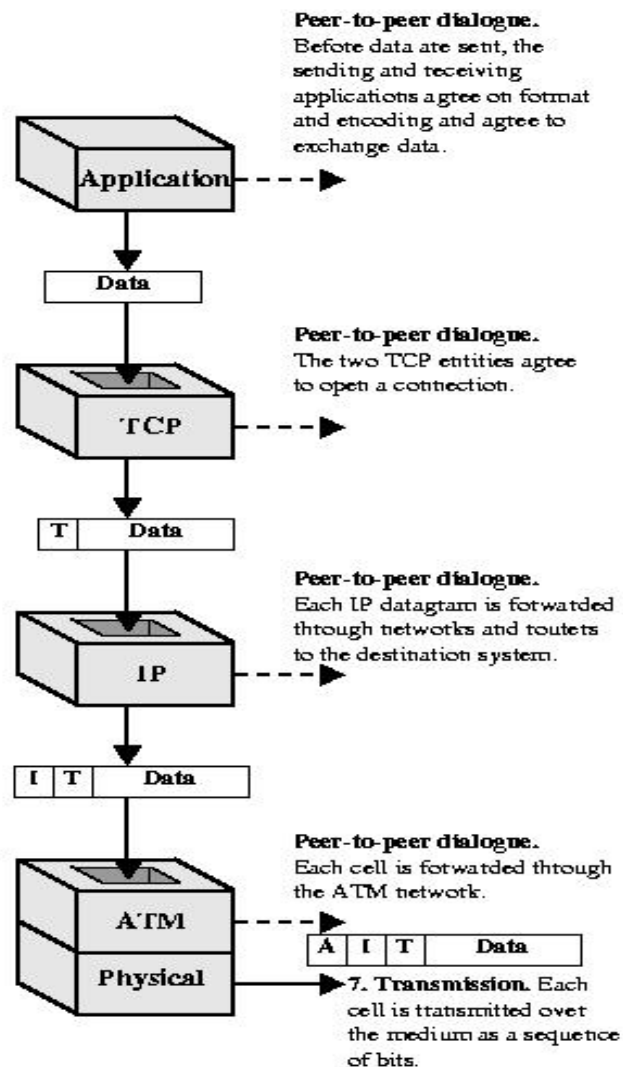 Peer-to-peer dialogue.
Before data are sent, the
sending and receiving
applications agree on format
and encoding and agree to
exchange data.
Application
Data
Peer-to-peer dialogue.
The two TCP entities agree
to open a connection.
TCP
T Data
Peer-to-peer dialogue.
Each IP datagram is forwarded
through networks and routers
to the destination system.
IP
I T Data
Peer-to-peer dialogue.
Each cell is forwarded through
the ATM network.
ATM
A I T Data
Physical
7. Transmission. Each
cell is transmitted over
the medium as a sequence
of bits.